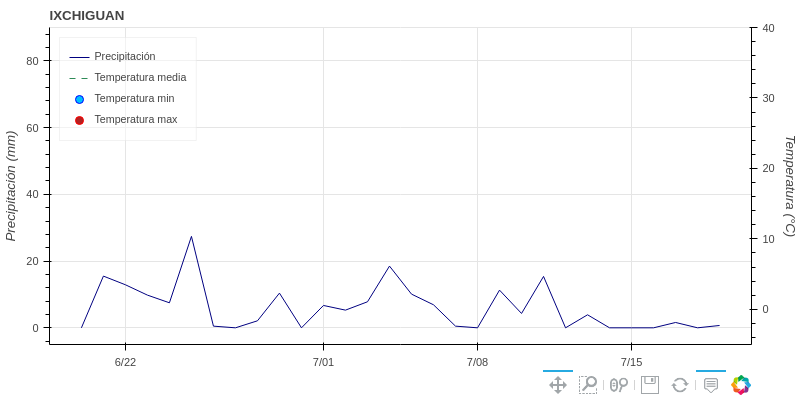 IXCHIGUAN
Precipitación
Temperatura media
Temperatura min
Temperatura max
Precipitación (mm)
80
60
40
20
0
Temperatura (°C)
40
30
20
10
0
6/22
7/01
7/08
7/15